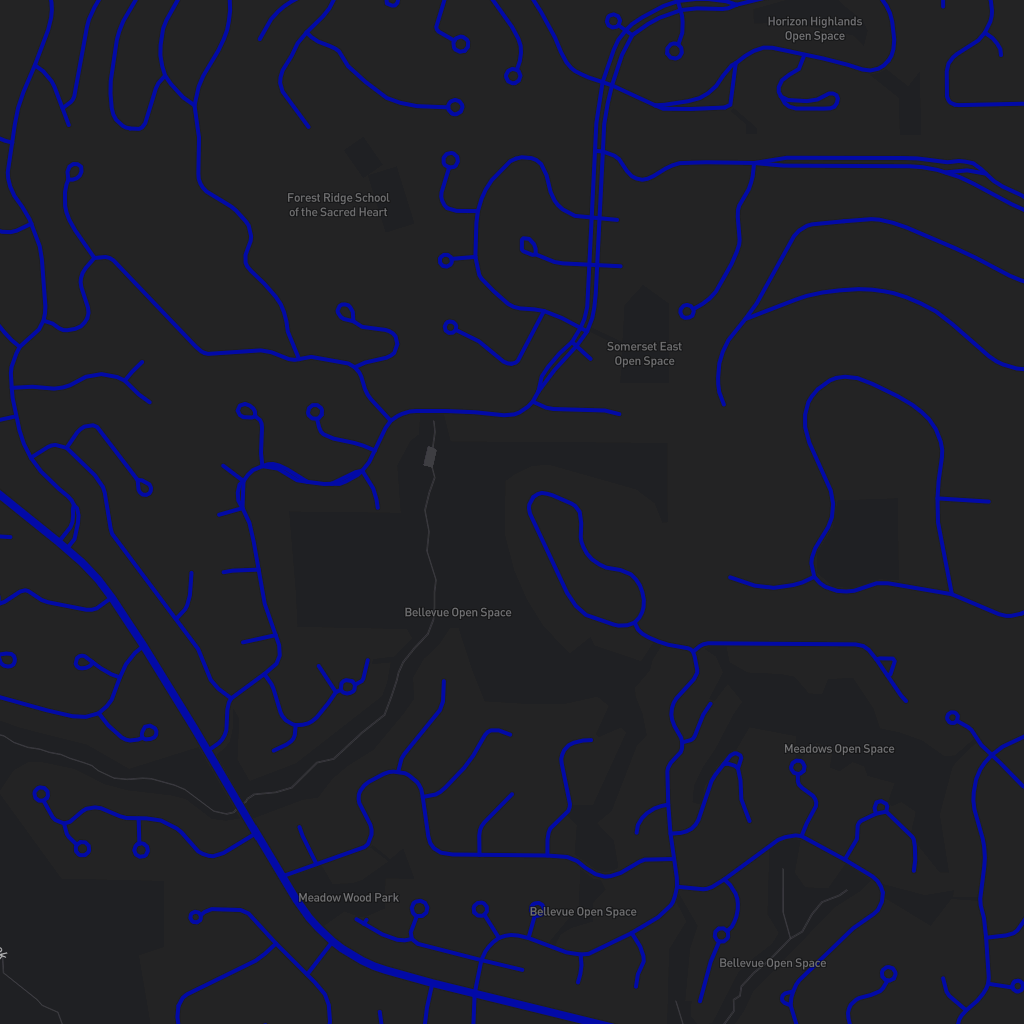 Horizon Highlands
Open Space
Forest Ridge School
of the Sacred Heart
Somerset East
Open Space
Bellevue Open Space
Meadows Open Space
Meadow Wood Park
Bellevue Open Space
Bellevue Open Space